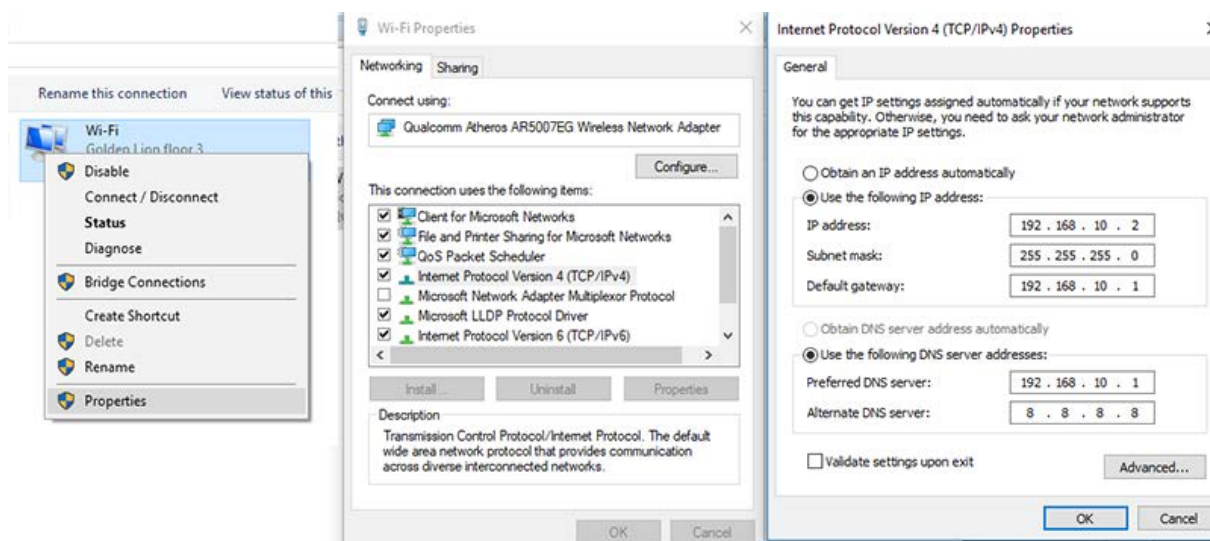 Rename this connection
View status of this
Wi-Fi
Golden Lion floor 3
Disable
Connect / Disconnect
Status
Diagnose
Bridge Connections
Create Shortcut
Delete
Rename
Properties
Wi-Fi Properties
Networking
Sharing
Connect using:
Qualcomm Atheros AR5007EG Wireless Network Adapter
Configure...
This connection uses the following items:
Client for Microsoft Networks
File and Printer Sharing for Microsoft Networks
QoS Packet Scheduler
Internet Protocol Version 4 (TCP/IPv4)
Microsoft Network Adapter Multiplexor Protocol
Microsoft LLDP Protocol Driver
Internet Protocol Version 6 (TCP/IPv6)
Install...
Uninstall
Properties
Description
Transmission Control Protocol/Internet Protocol. The default
wide area network protocol that provides communication
across diverse interconnected networks.
OK
Cancel
Internet Protocol Version 4 (TCP/IPv4) Properties
General
You can get IP settings assigned automatically if your network supports
this capability. Otherwise, you need to ask your network administrator
for the appropriate IP settings.
Obtain an IP address automatically
Use the following IP address:
IP address: 192 . 168 . 10 . 2
Subnet mask: 255 . 255 . 255 . 0
Default gateway: 192 . 168 . 10 . 1
Obtain DNS server address automatically
Use the following DNS server addresses:
Preferred DNS server: 192 . 168 . 10 . 1
Alternate DNS server: 8 . 8 . 8 . 8
Validate settings upon exit
Advanced...
OK
Cancel